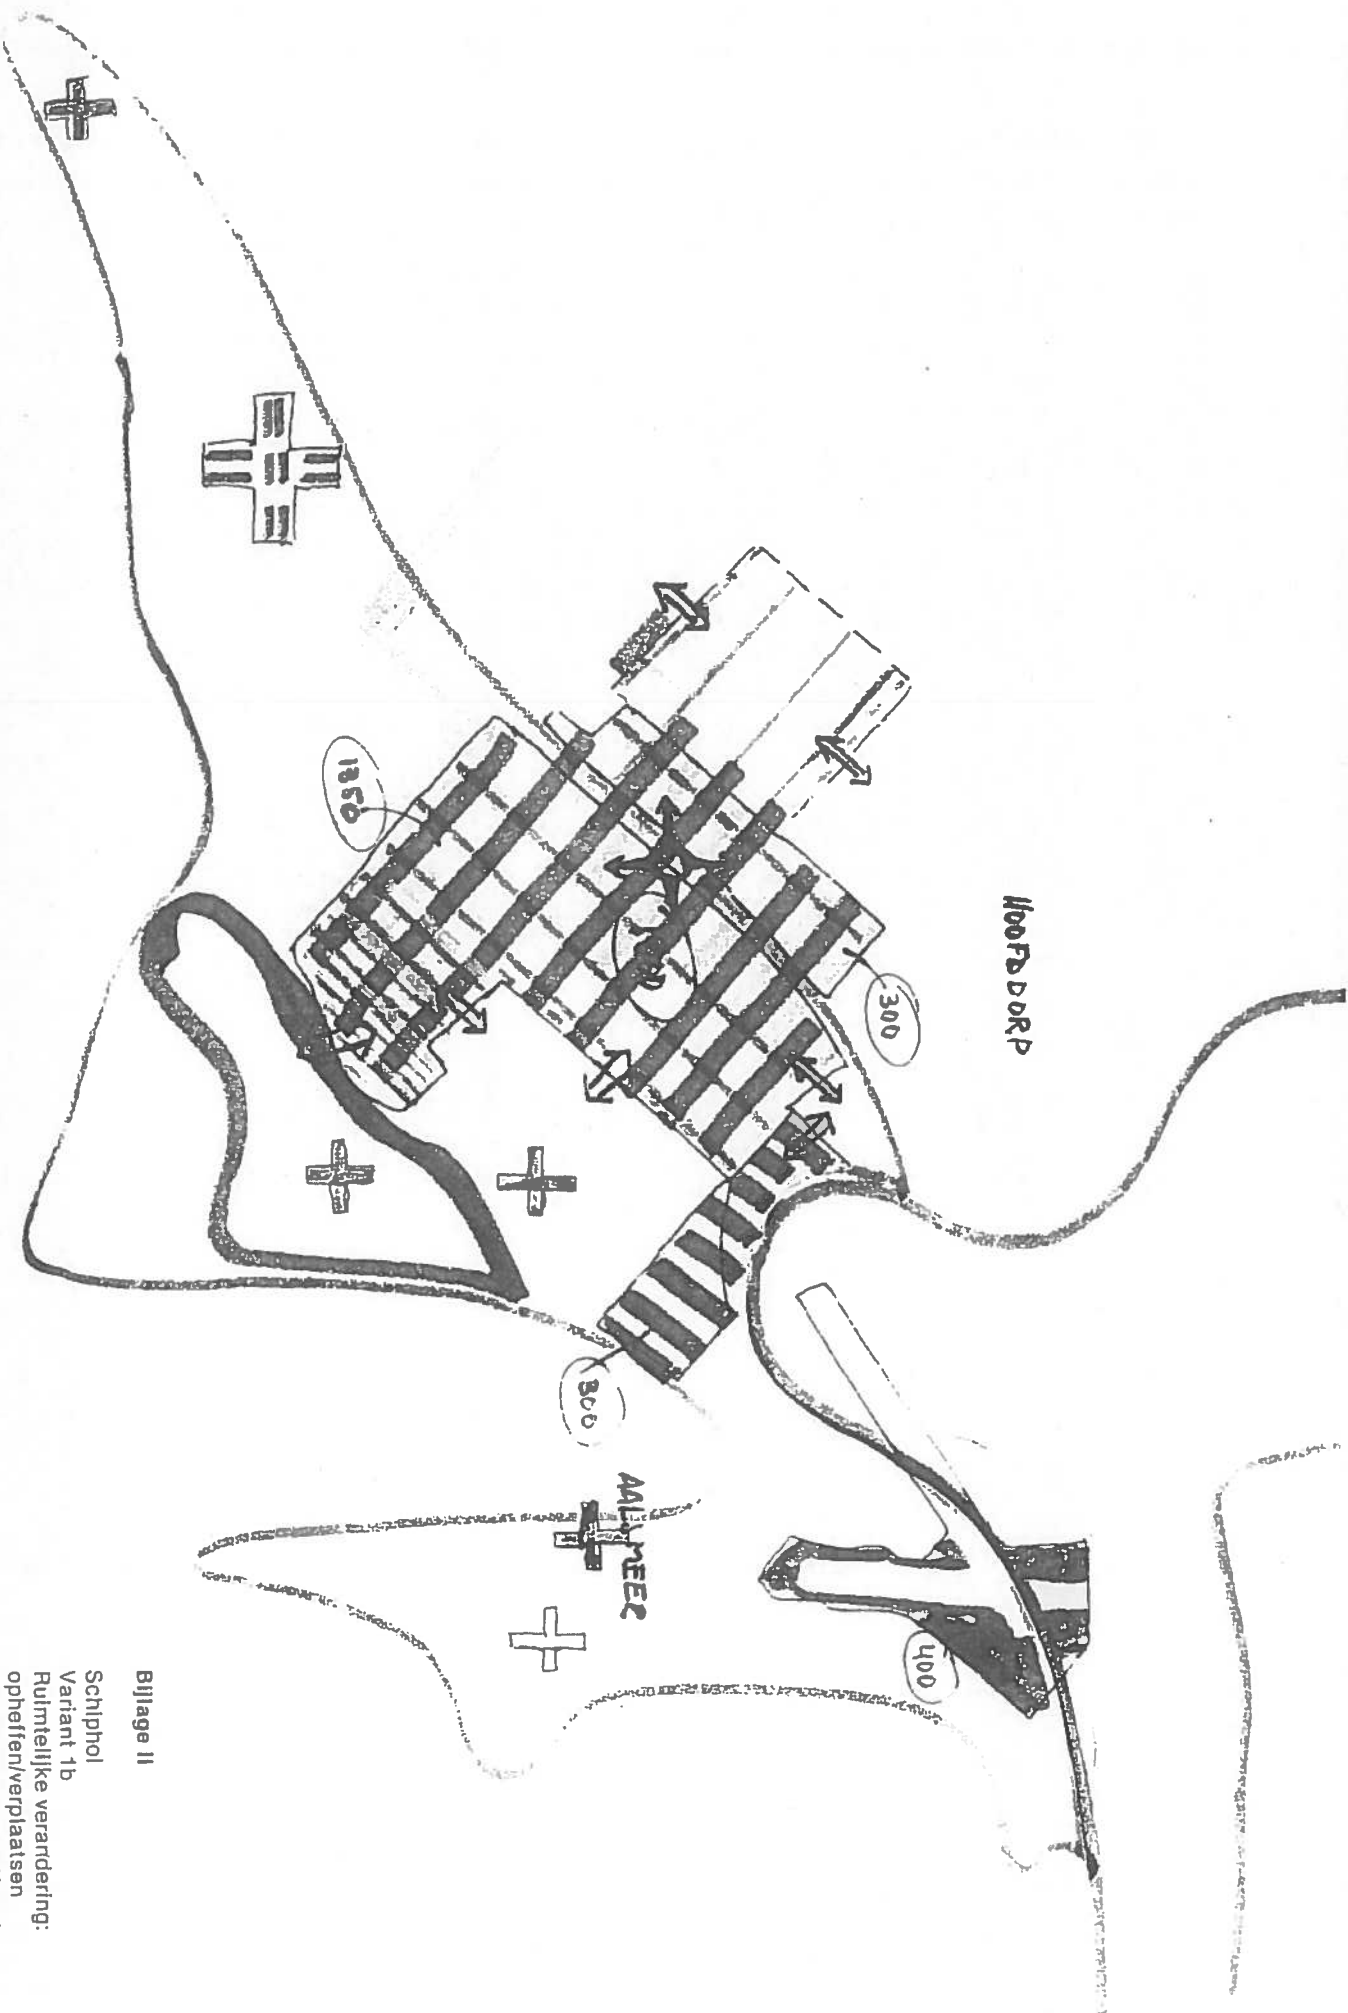 HOOFDDORP
1350
300
300
AALSMEER
400
Bijlage II
Schiphol
Variant 1b
Ruimtelijke verandering:
opheffen/verplaatsen